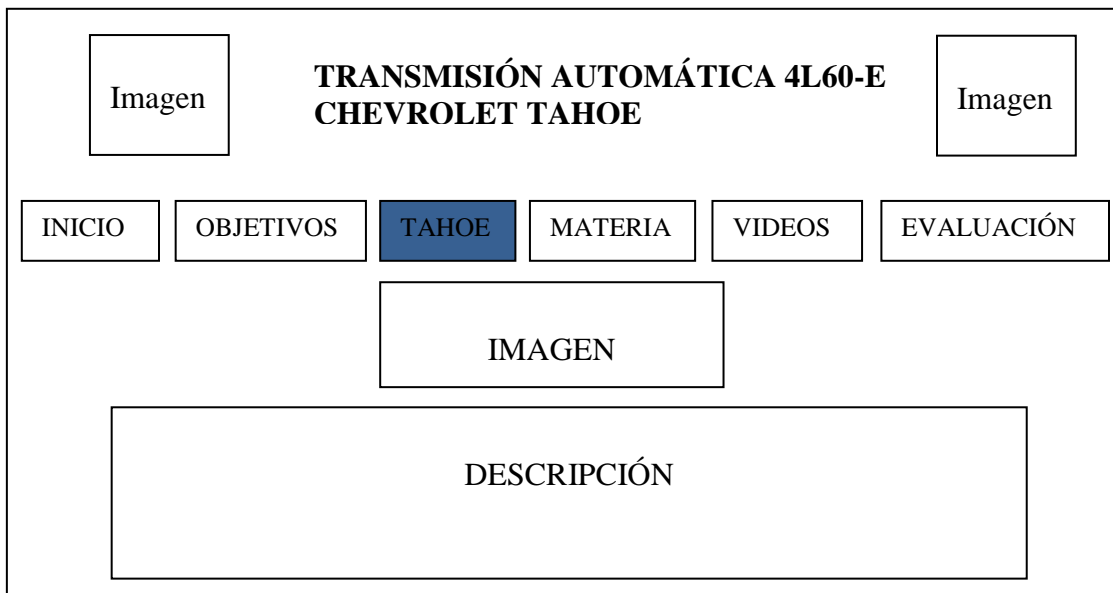 Imagen
TRANSMISIÓN AUTOMÁTICA 4L60-E
CHEVROLET TAHOE
Imagen
INICIO
OBJETIVOS
TAHOE
MATERIA
VIDEOS
EVALUACIÓN
IMAGEN
DESCRIPCIÓN